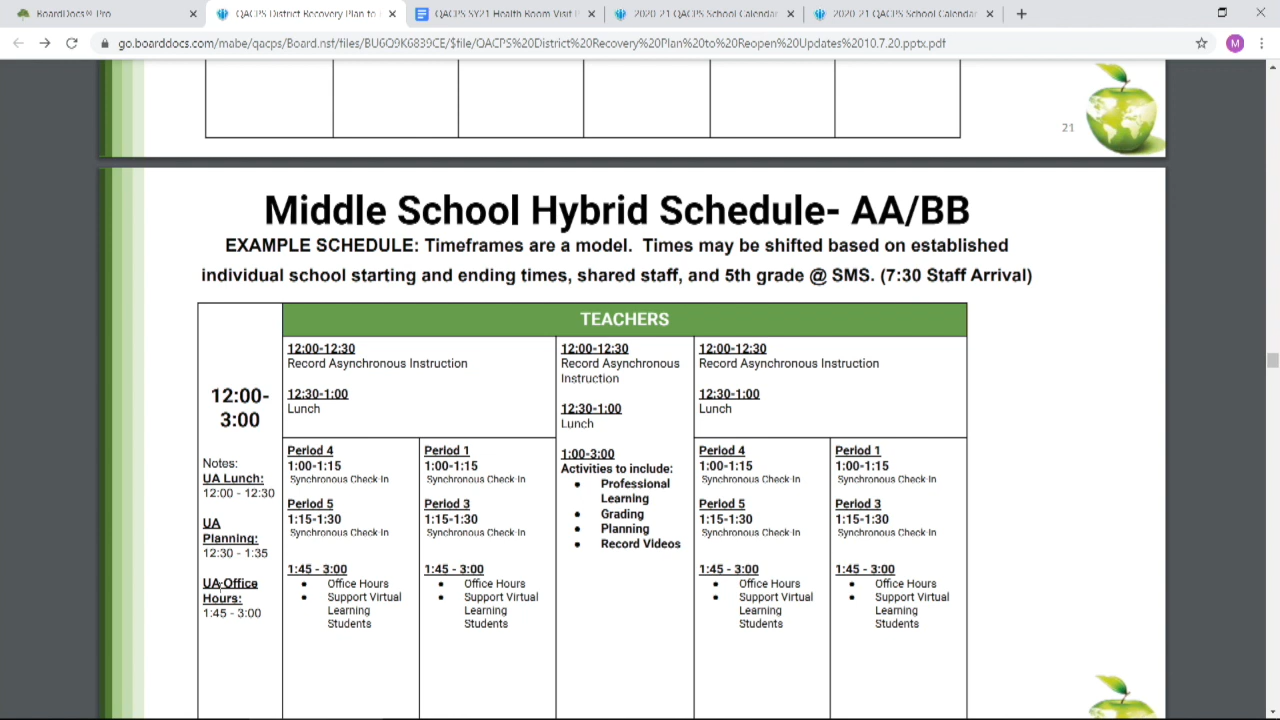 BoardDocs® Pro
QACPS District Recovery Plan to
QACPS SY21 Health Room Visit
2020-21 QACPS School Calendar
2020-21 QACPS School Calendar
go.boarddocs.com/mabe/qacps/Board.nsf/files/BU6Q9K6839CE/$file/QACPS%20District%20Recovery%20Plan%20to%20Reopen%20Updates%2010.7.20.pptx.pdf
M
21
Middle School Hybrid Schedule- AA/BB
EXAMPLE SCHEDULE: Timeframes are a model. Times may be shifted based on established
individual school starting and ending times, shared staff, and 5th grade @ SMS. (7:30 Staff Arrival)
TEACHERS
12:00-
3:00
Notes:
UA Lunch:
12:00 - 12:30
UA
Planning:
12:30 - 1:35
UA Office
Hours:
1:45 - 3:00
12:00-12:30
Record Asynchronous Instruction
12:30-1:00
Lunch
Period 4
1:00-1:15
Synchronous Check-In
Period 5
1:15-1:30
Synchronous Check-In
1:45 - 3:00
● Office Hours
● Support Virtual
Learning
Students
Period 1
1:00-1:15
Synchronous Check-In
Period 3
1:15-1:30
Synchronous Check-In
1:45 - 3:00
● Office Hours
● Support Virtual
Learning
Students
12:00-12:30
Record Asynchronous
Instruction
12:30-1:00
Lunch
1:00-3:00
Activities to include:
● Professional
Learning
● Grading
● Planning
● Record VIdeos
12:00-12:30
Record Asynchronous Instruction
12:30-1:00
Lunch
Period 4
1:00-1:15
Synchronous Check-In
Period 5
1:15-1:30
Synchronous Check-In
1:45 - 3:00
● Office Hours
● Support Virtual
Learning
Students
Period 1
1:00-1:15
Synchronous Check-In
Period 3
1:15-1:30
Synchronous Check-In
1:45 - 3:00
● Office Hours
● Support Virtual
Learning
Students